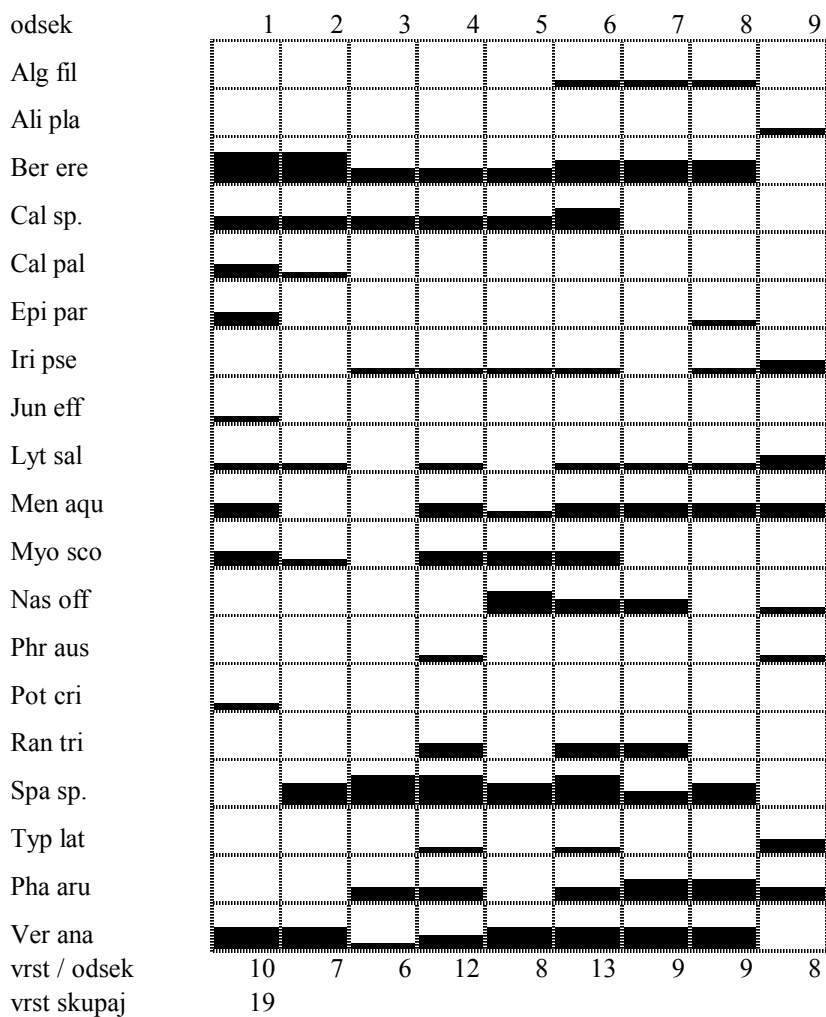 odsek 1 2 3 4 5 6 7 8 9
Alg fil
Ali pla
Ber ere
Cal sp.
Cal pal
Epi par
Iri pse
Jun eff
Lyt sal
Men aqu
Myo sco
Nas off
Phr aus
Pot cri
Ran tri
Spa sp.
Typ lat
Pha aru
Ver ana
vrst / odsek 10 7 6 12 8 13 9 9 8
vrst skupaj 19